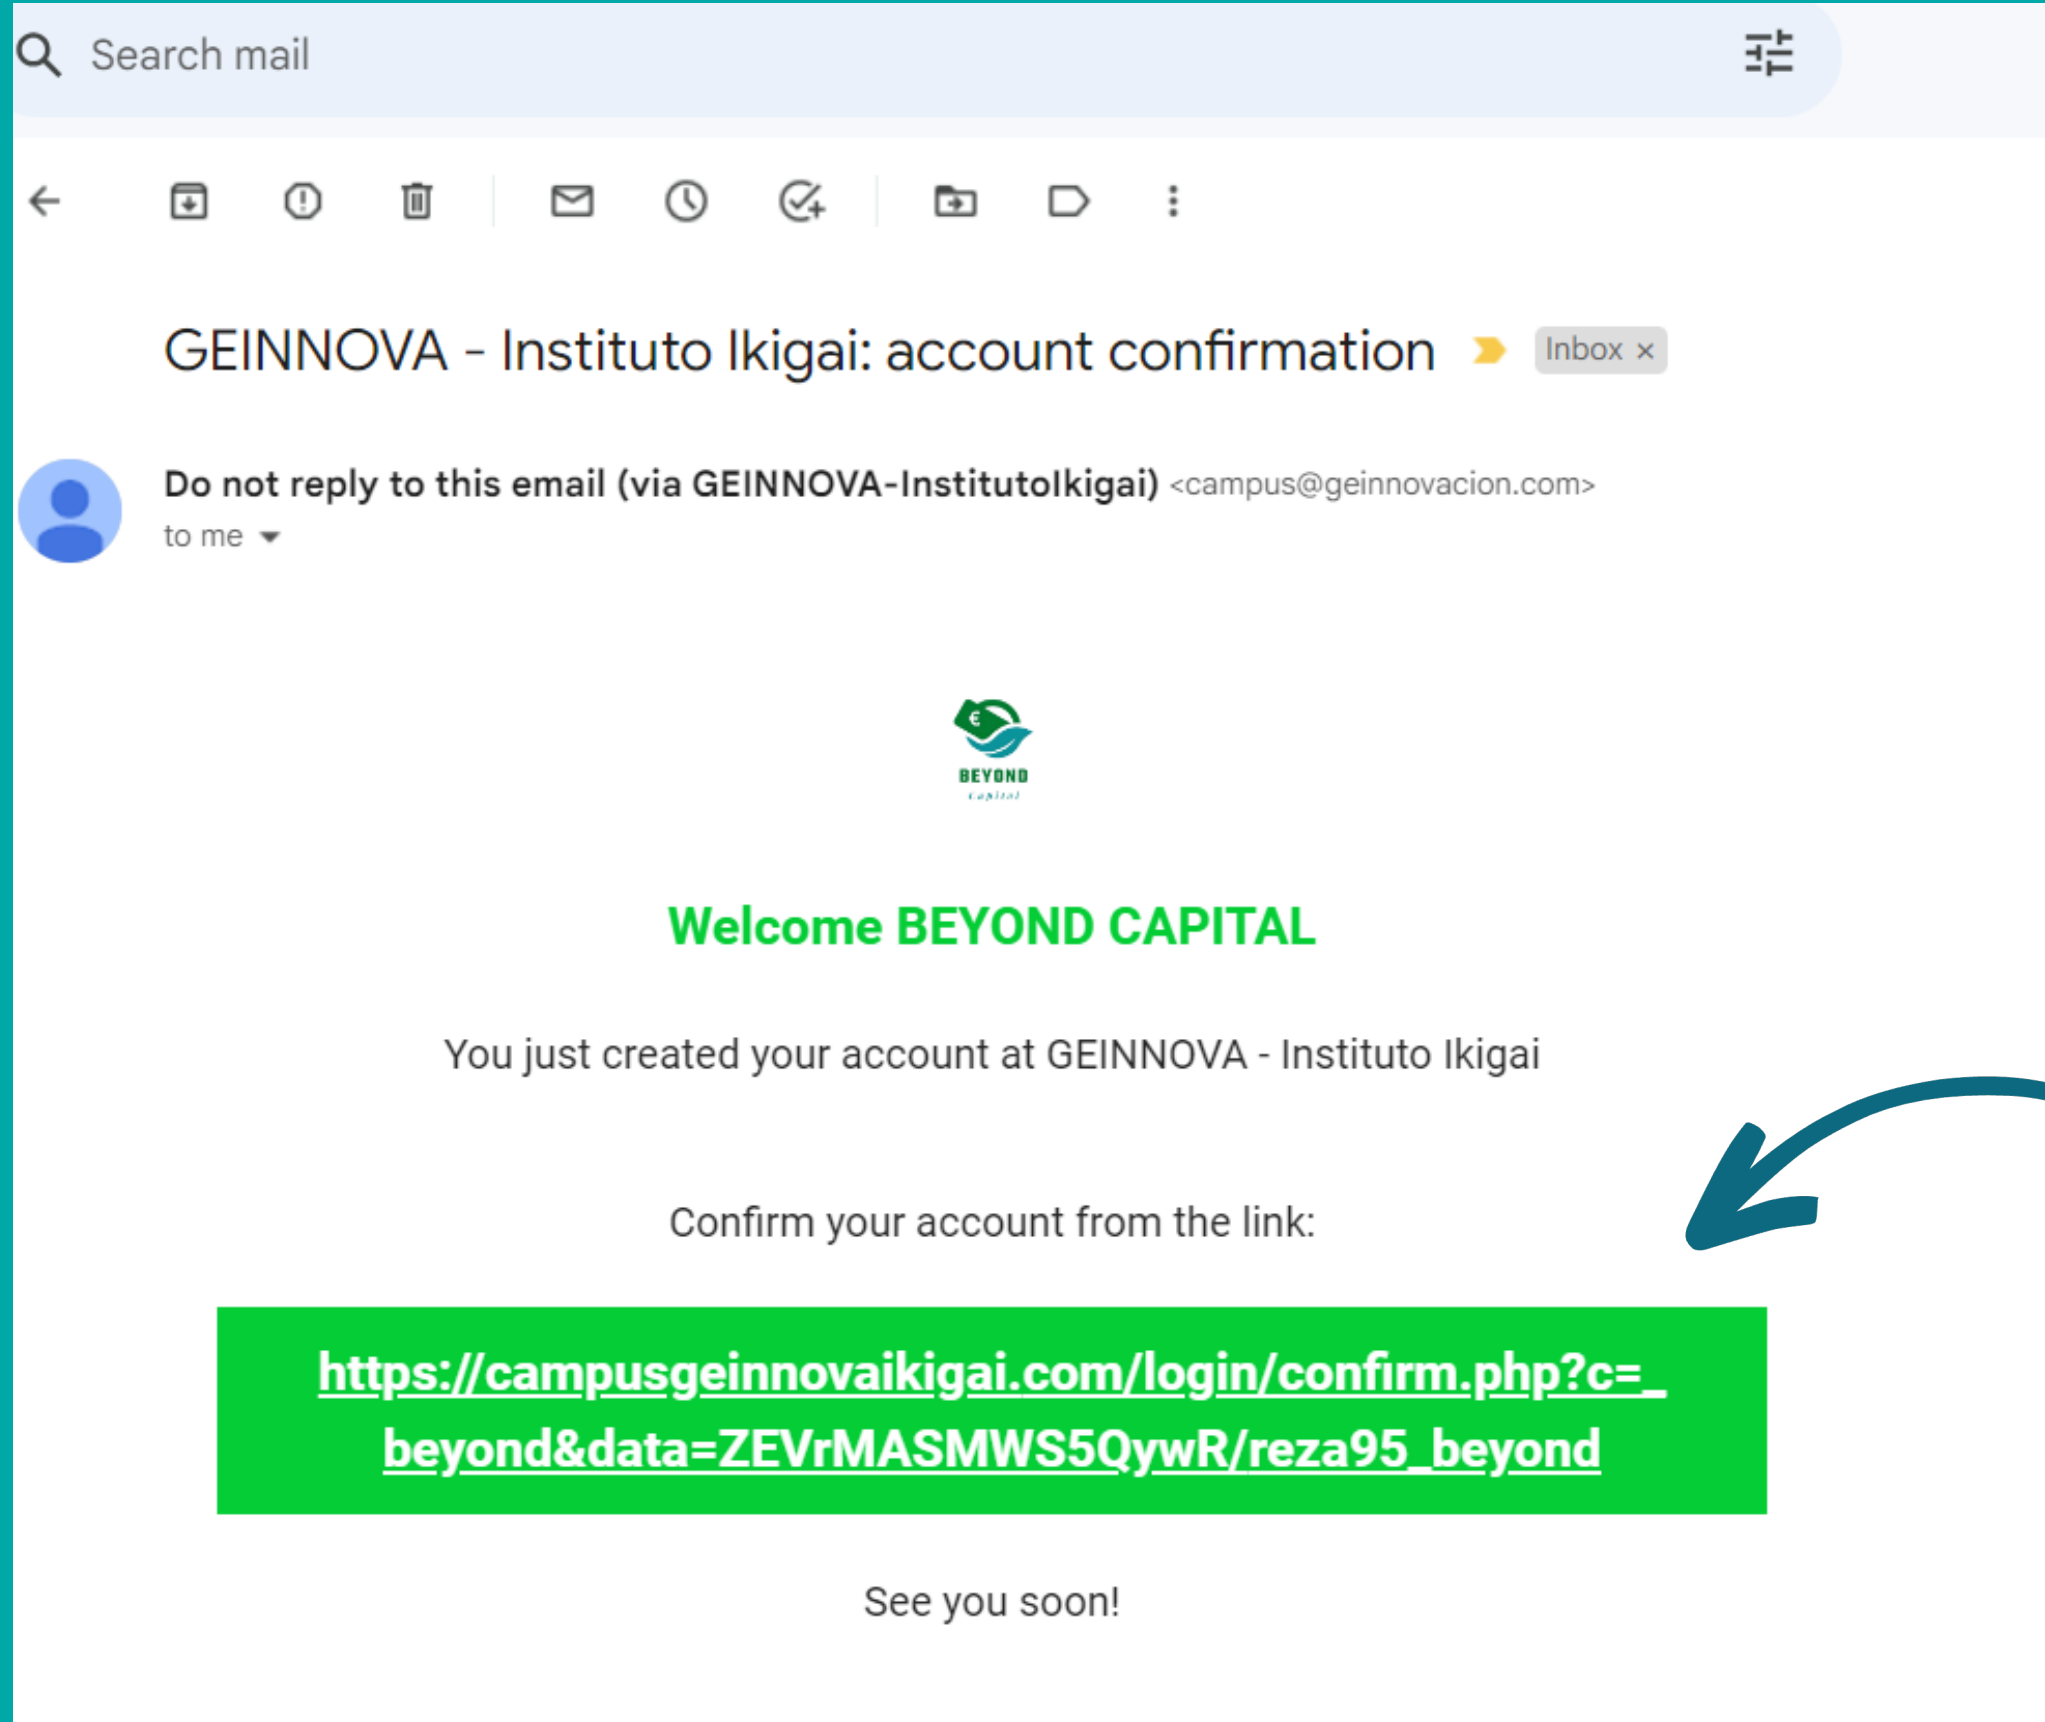 Search mail
GEINNOVA - Instituto Ikigai: account confirmation
Inbox ×
Do not reply to this email (via GEINNOVA-InstitutoIkigai) <campus@geinnovacion.com>
to me
€
BEYOND
Capital
Welcome BEYOND CAPITAL
You just created your account at GEINNOVA - Instituto Ikigai
Confirm your account from the link:
https://campusgeinnovaikigai.com/login/confirm.php?c=_
beyond&data=ZEVrMASMWS5QywR/reza95_beyond
See you soon!